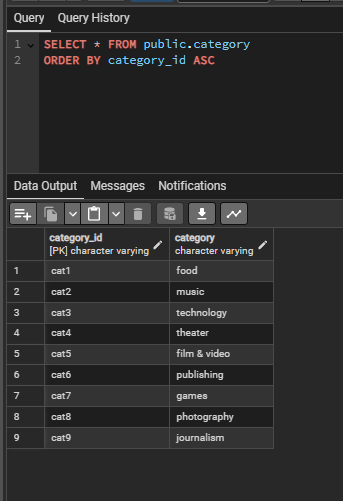 Query Query History
1 SELECT * FROM public.category
2 ORDER BY category_id ASC
Data Output Messages Notifications
category_id category
[PK] character varying character varying
1 cat1 food
2 cat2 music
3 cat3 technology
4 cat4 theater
5 cat5 film & video
6 cat6 publishing
7 cat7 games
8 cat8 photography
9 cat9 journalism